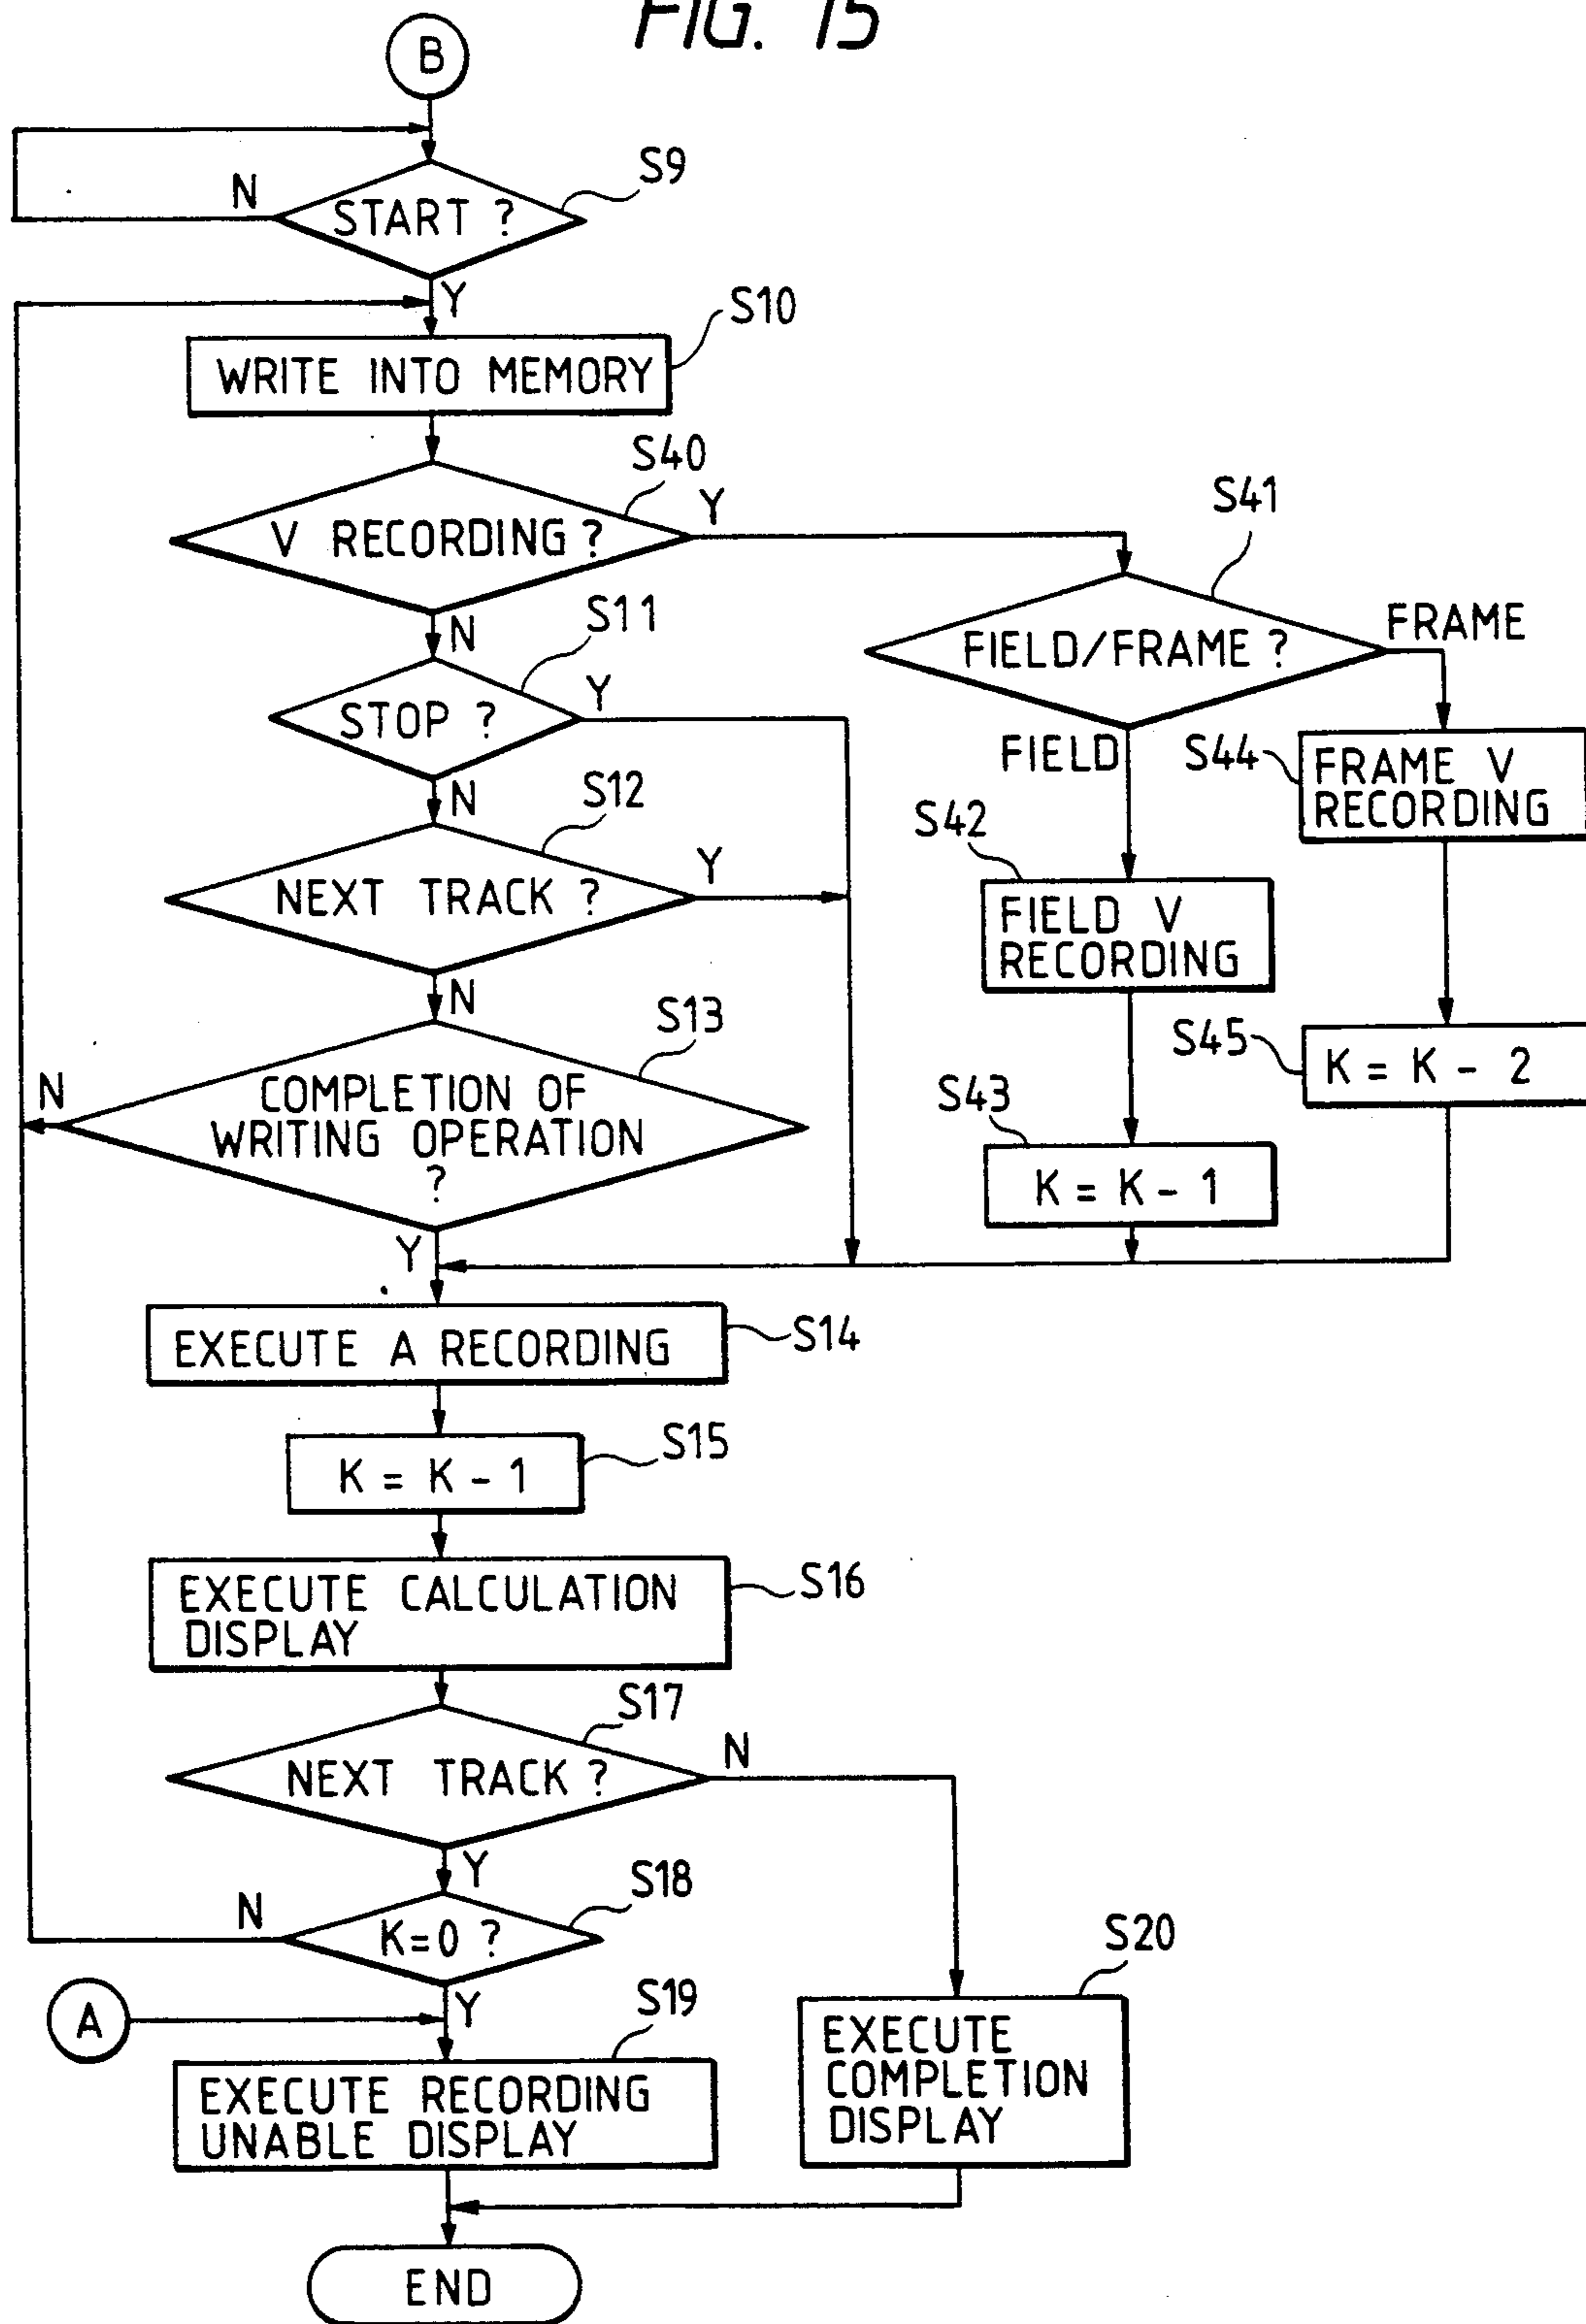 FIG. 15
B
S9
N
START ?
Y
S10
WRITE INTO MEMORY
S40
Y
V RECORDING ?
S41
N
S11
FRAME
FIELD/FRAME ?
Y
STOP ?
FIELD
S44
FRAME V
RECORDING
N
S12
S42
Y
NEXT TRACK ?
FIELD V
RECORDING
N
S13
S45
K = K - 2
N
COMPLETION OF
WRITING OPERATION
?
S43
K = K - 1
Y
EXECUTE A RECORDING
S14
S15
K = K - 1
EXECUTE CALCULATION
DISPLAY
S16
S17
N
NEXT TRACK ?
Y
S18
N
K=0 ?
S20
Y
S19
A
EXECUTE
COMPLETION
DISPLAY
EXECUTE RECORDING
UNABLE DISPLAY
END